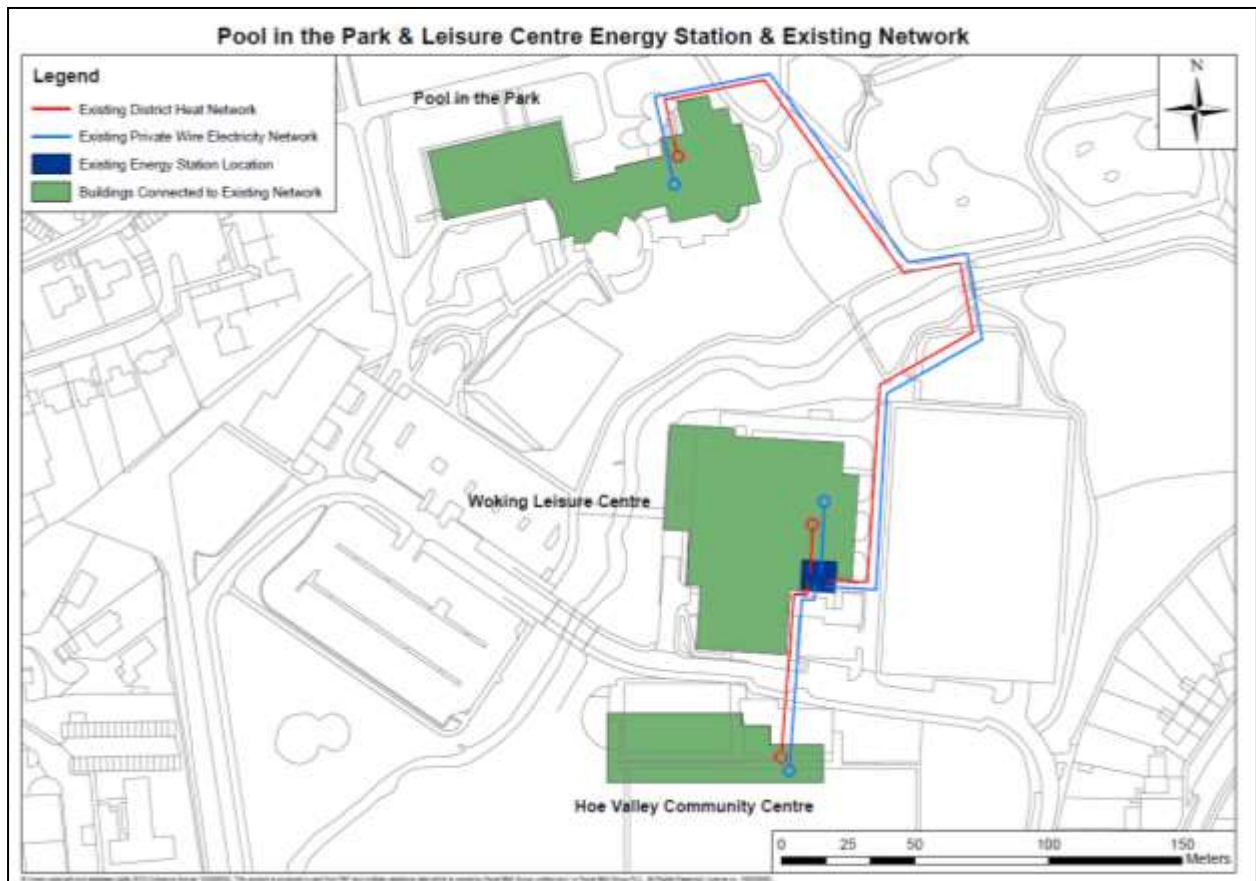 Pool in the Park & Leisure Centre Energy Station & Existing Network
Legend
Existing District Heat Network
Existing Private Wire Electricity Network
Existing Energy Station Location
Buildings Connected to Existing Network
Pool in the Park
N
Woking Leisure Centre
Hoe Valley Community Centre
0 25 50 100 150
Meters